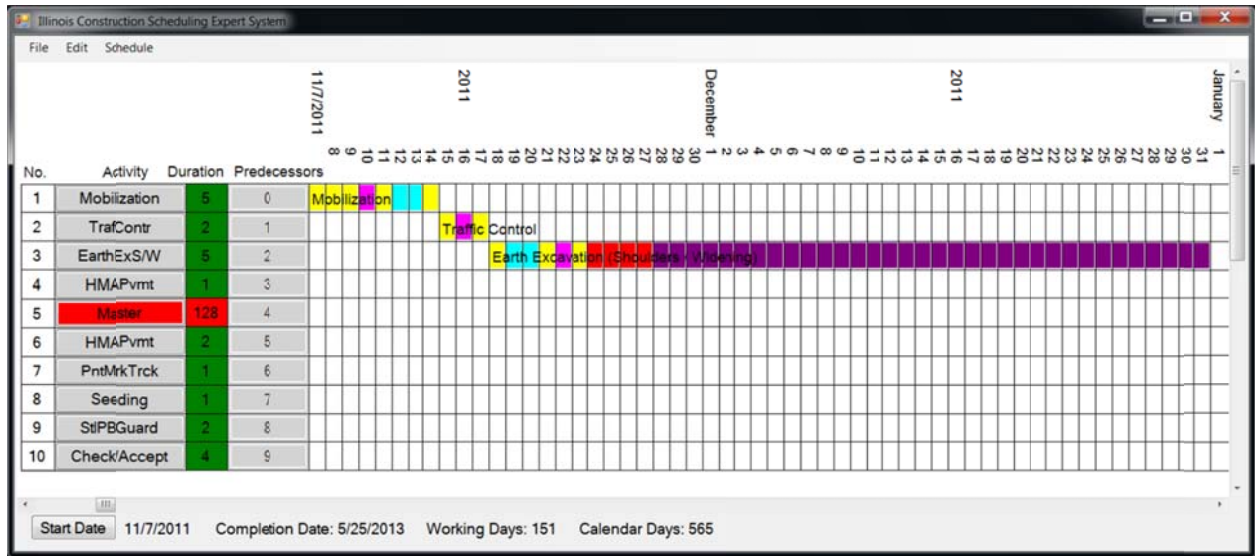 Illinois Construction Scheduling Expert System
File Edit Schedule
11/7/2011 2011 December 2011 January
8 9 10 11 12 13 14 15 16 17 18 19 20 21 22 23 24 25 26 27 28 29 30 1 2 3 4 5 6 7 8 9 10 11 12 13 14 15 16 17 18 19 20 21 22 23 24 25 26 27 28 29 30 31 1
No. Activity Duration Predecessors
1 Mobilization 5 0 Mobilization
2 TrafContr 2 1 Traffic Control
3 EarthExS/W 5 2 Earth Excavation (Shoulders / Widening)
4 HMAPvmt 1 3
5 Master 128 4
6 HMAPvmt 2 5
7 PntMrkTrck 1 6
8 Seeding 1 7
9 StlPBGuard 2 8
10 Check/Accept 4 9
Start Date 11/7/2011 Completion Date: 5/25/2013 Working Days: 151 Calendar Days: 565